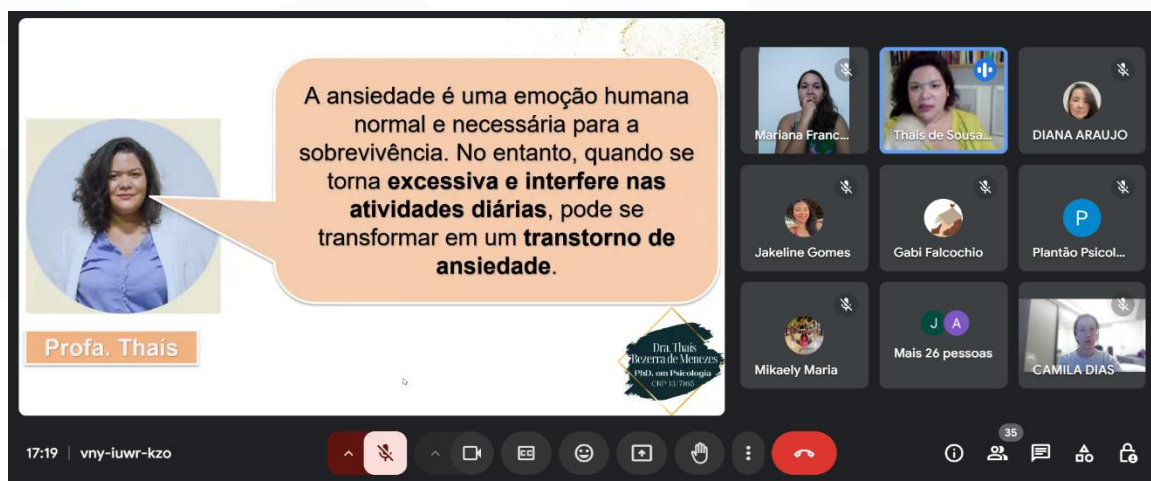 A ansiedade é uma emoção humana
normal e necessária para a
sobrevivência. No entanto, quando se
torna excessiva e interfere nas
atividades diárias, pode se
transformar em um transtorno de
ansiedade.
Profa. Thaís
Dra. Thaís
Bezerra de Menezes
PhD. em Psicologia
CRP 13/7165
Mariana Franc...
Thaís de Sousa...
DIANA ARAUJO
Jakeline Gomes
Gabi Falcochio
P
Plantão Psicol...
Mikaely Maria
J A
Mais 26 pessoas
CAMILA DIAS
17:19 | vny-iuwr-kzo
CC
35